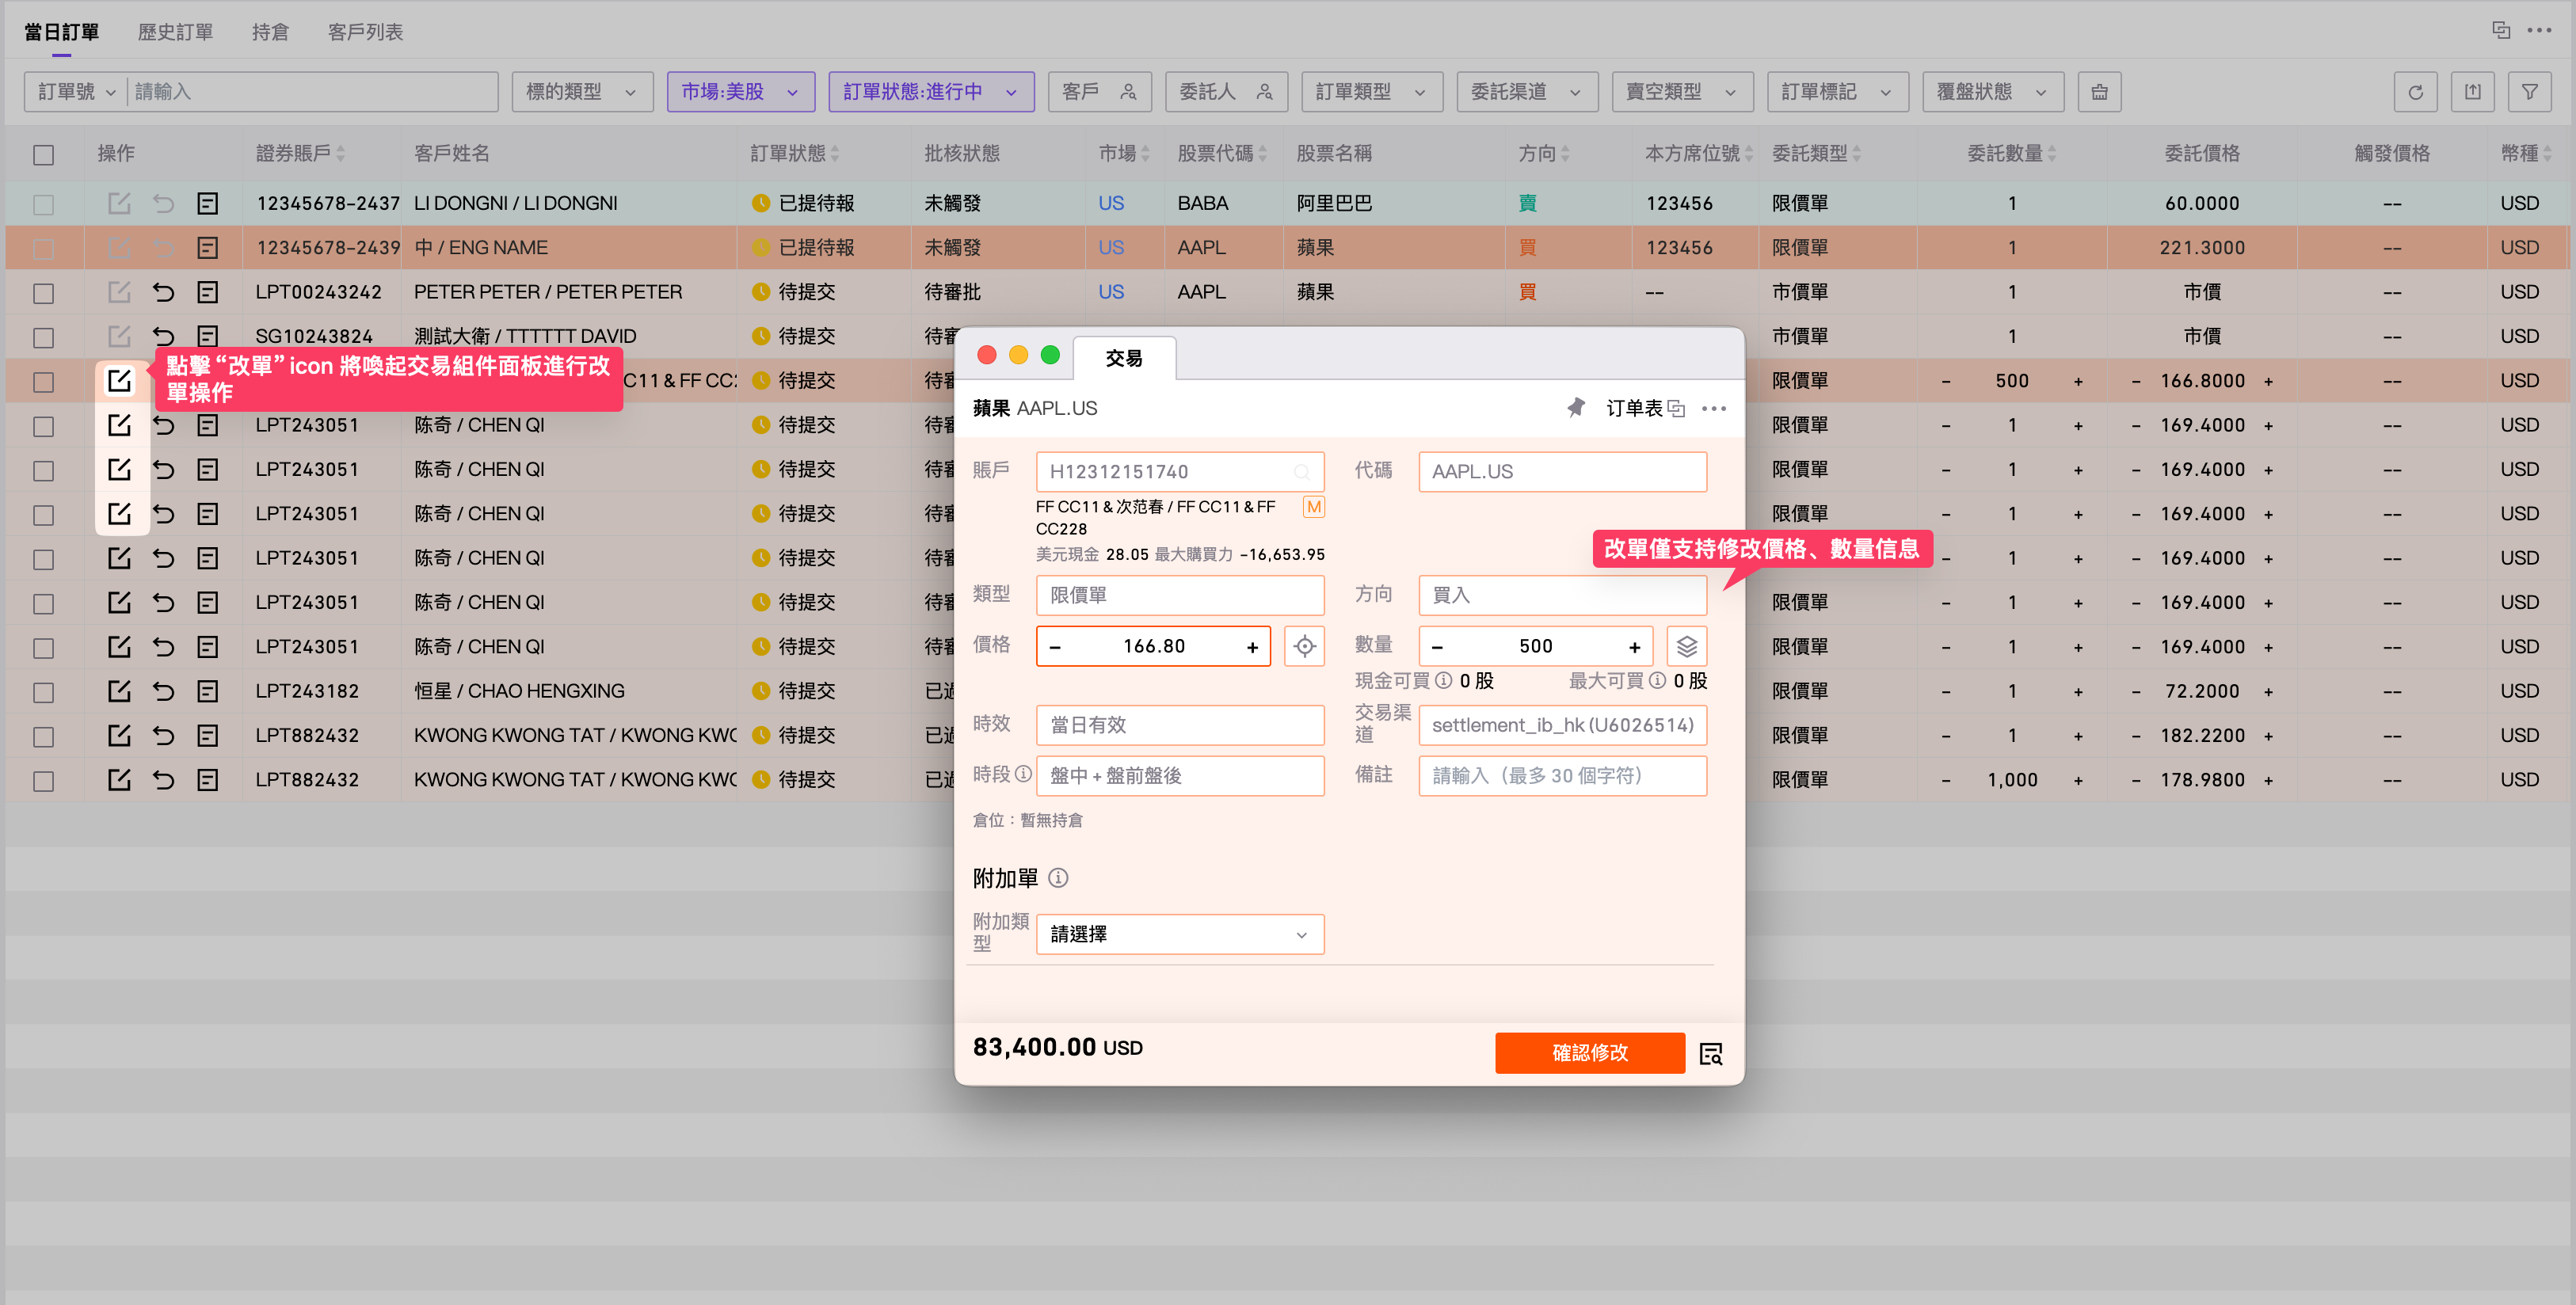 當日訂單 歷史訂單 持倉 客戶列表
訂單號 請輸入 標的類型 市場:美股 訂單狀態:進行中 客戶 委託人 訂單類型 委託渠道 賣空類型 訂單標記 覆盤狀態
操作 證券賬戶 客戶姓名 訂單狀態 批核狀態 市場 股票代碼 股票名稱 方向 本方席位號 委託類型 委託數量 委託價格 觸發價格 幣種
12345678-2437 LI DONGNI / LI DONGNI 已提待報 未觸發 US BABA 阿里巴巴 賣 123456 限價單 1 60.0000 -- USD
12345678-2439 中 / ENG NAME 已提待報 未觸發 US AAPL 蘋果 買 123456 限價單 1 221.3000 -- USD
LPT00243242 PETER PETER / PETER PETER 待提交 待審批 US AAPL 蘋果 買 -- 市價單 1 市價 -- USD
SG10243824 測試大衛 / TTTTTT DAVID 待提交 待審 市價單 1 市價 -- USD
點擊“改單” icon 將喚起交易組件面板進行改
單操作
C11 & FF CC2 待提交 待審 限價單 - 500 + - 166.8000 + -- USD
LPT243051 陈奇 / CHEN QI 待提交 待審 限價單 - 1 + - 169.4000 + -- USD
LPT243051 陈奇 / CHEN QI 待提交 待審 限價單 - 1 + - 169.4000 + -- USD
LPT243051 陈奇 / CHEN QI 待提交 待審 限價單 - 1 + - 169.4000 + -- USD
LPT243051 陈奇 / CHEN QI 待提交 待審 - 1 + - 169.4000 + -- USD
LPT243051 陈奇 / CHEN QI 待提交 待審 限價單 - 1 + - 169.4000 + -- USD
LPT243051 陈奇 / CHEN QI 待提交 待審 限價單 - 1 + - 169.4000 + -- USD
LPT243182 恒星 / CHAO HENGXING 待提交 已過 限價單 - 1 + - 72.2000 + -- USD
LPT882432 KWONG KWONG TAT / KWONG KWO 待提交 已過 限價單 - 1 + - 182.2200 + -- USD
LPT882432 KWONG KWONG TAT / KWONG KWO 待提交 已過 限價單 - 1,000 + - 178.9800 + -- USD
交易
蘋果 AAPL.US 订单表
賬戶 H12312151740 代碼 AAPL.US
FF CC11 & 次范春 / FF CC11 & FF M
CC228
美元現金 28.05 最大購買力 -16,653.95
改單僅支持修改價格、數量信息
類型 限價單 方向 買入
價格 - 166.80 + 數量 - 500 +
現金可買 0 股 最大可買 0 股
時效 當日有效 交易渠道 settlement_ib_hk (U6026514)
時段 盤中 + 盤前盤後 備註 請輸入（最多 30 個字符）
倉位：暫無持倉
附加單
附加類型 請選擇
83,400.00 USD 確認修改